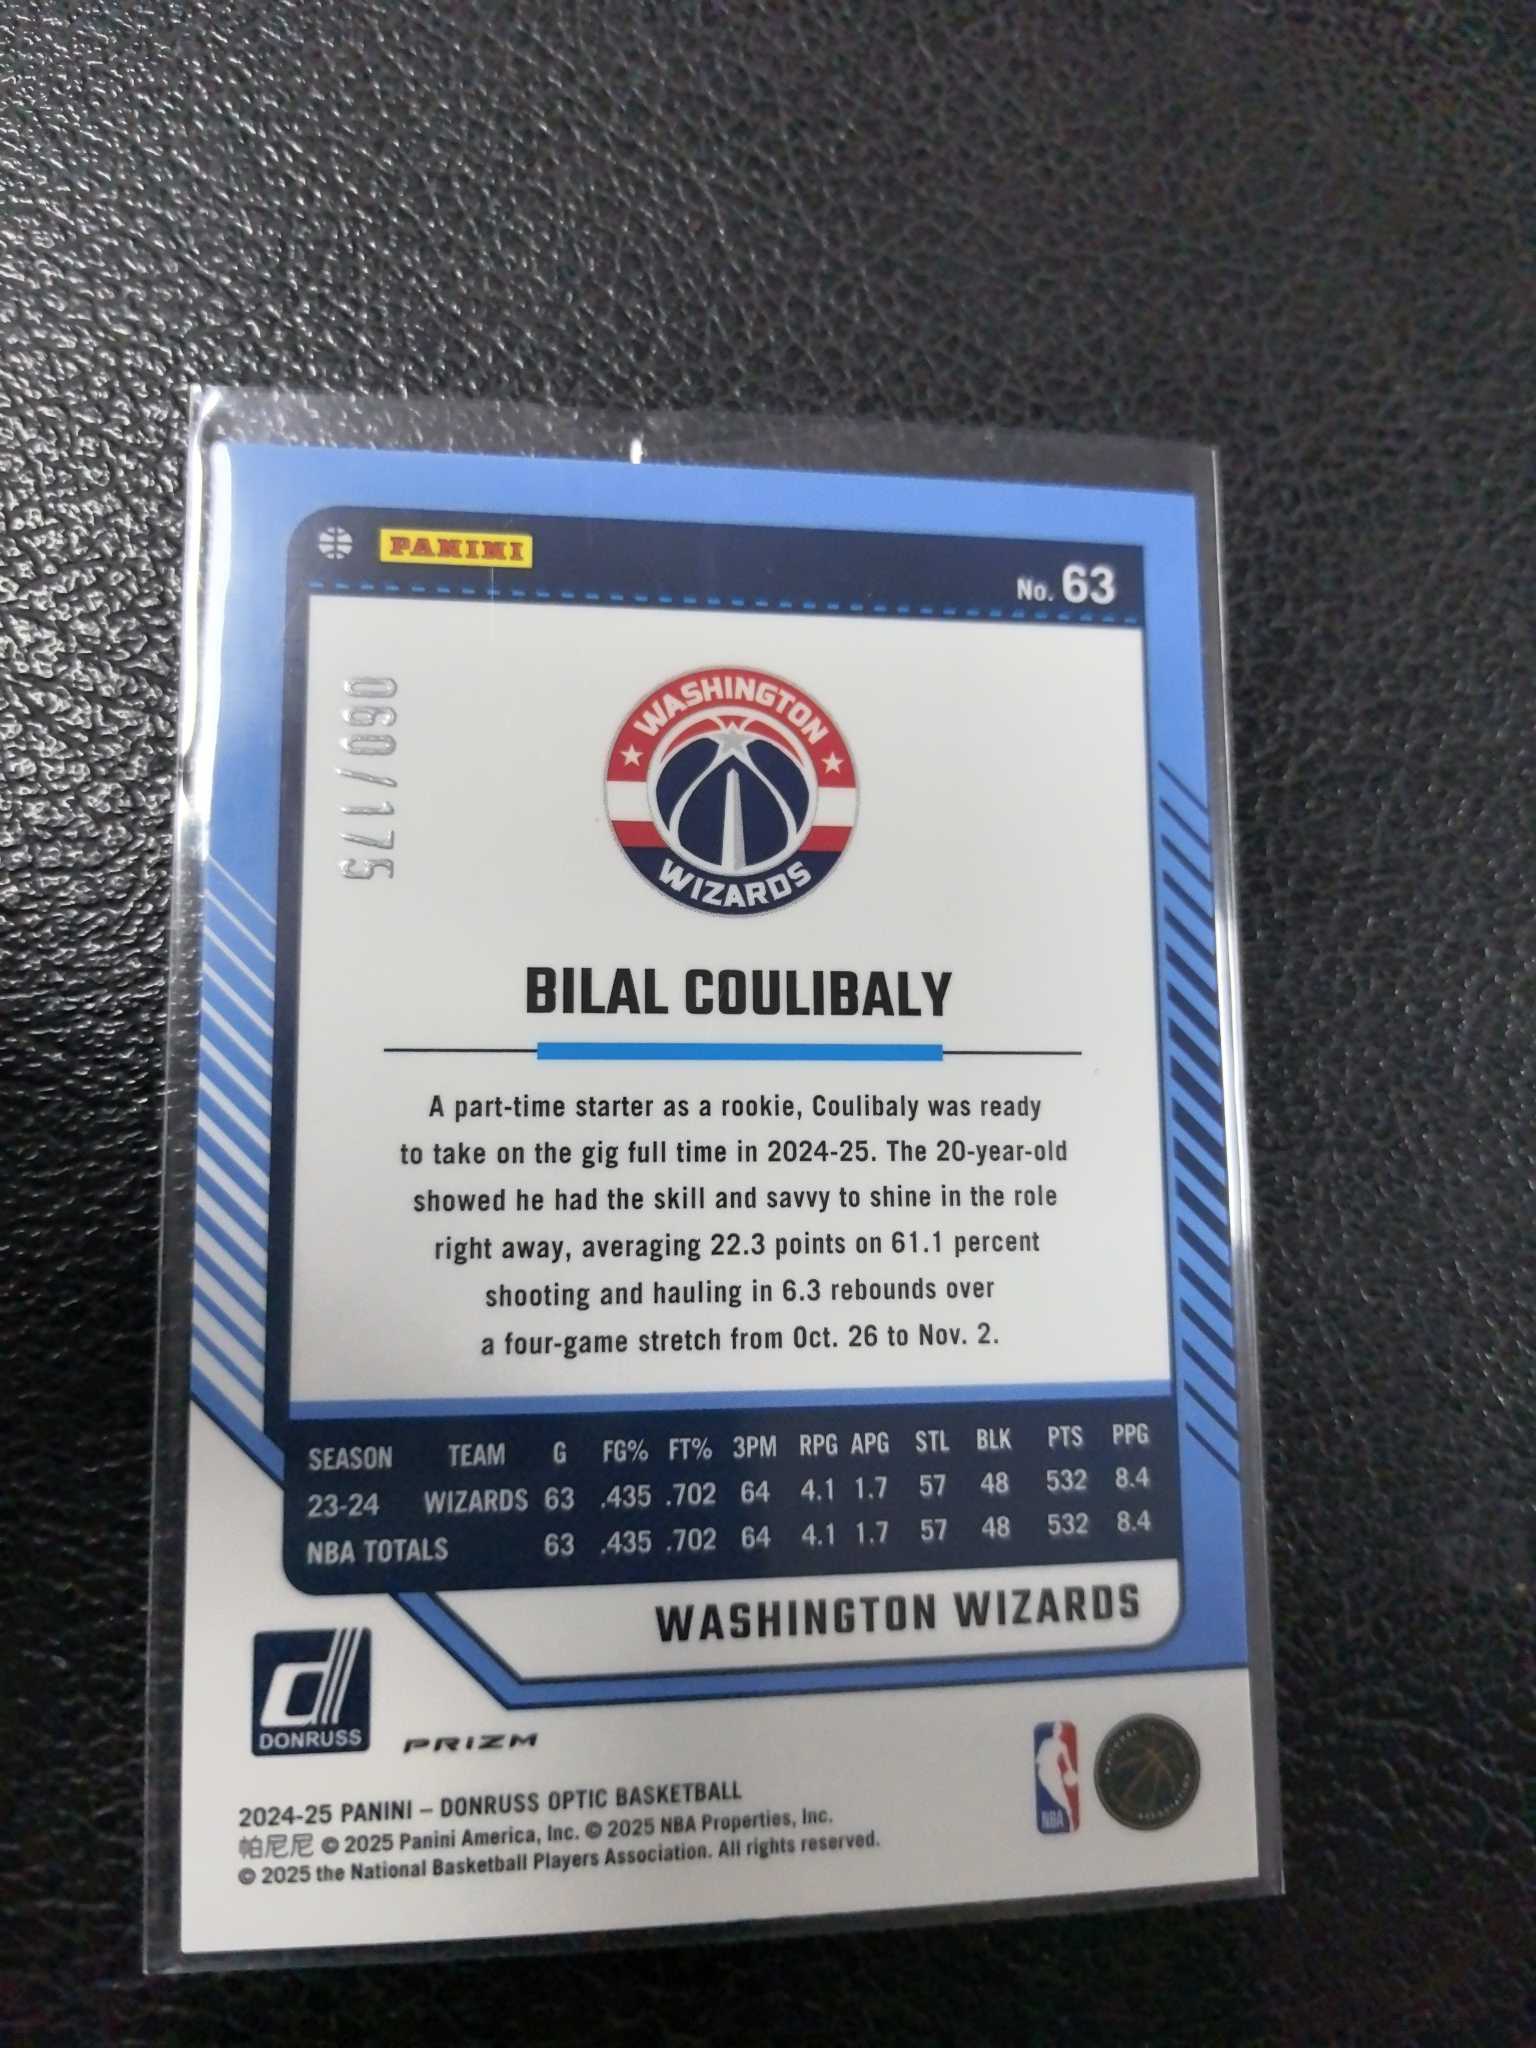 PANINI
No. 63
060/175
WASHINGTON
WIZARDS
BILAL COULIBALY
A part-time starter as a rookie, Coulibaly was ready
to take on the gig full time in 2024-25. The 20-year-old
showed he had the skill and savvy to shine in the role
right away, averaging 22.3 points on 61.1 percent
shooting and hauling in 6.3 rebounds over
a four-game stretch from Oct. 26 to Nov. 2.
SEASON TEAM G FG% FT% 3PM RPG APG STL BLK PTS PPG
23-24 WIZARDS 63 .435 .702 64 4.1 1.7 57 48 532 8.4
NBA TOTALS 63 .435 .702 64 4.1 1.7 57 48 532 8.4
WASHINGTON WIZARDS
d
DONRUSS
PRIZM
NBA
2024-25 PANINI – DONRUSS OPTIC BASKETBALL
帕尼尼 © 2025 Panini America, Inc. © 2025 NBA Properties, Inc.
© 2025 the National Basketball Players Association. All rights reserved.